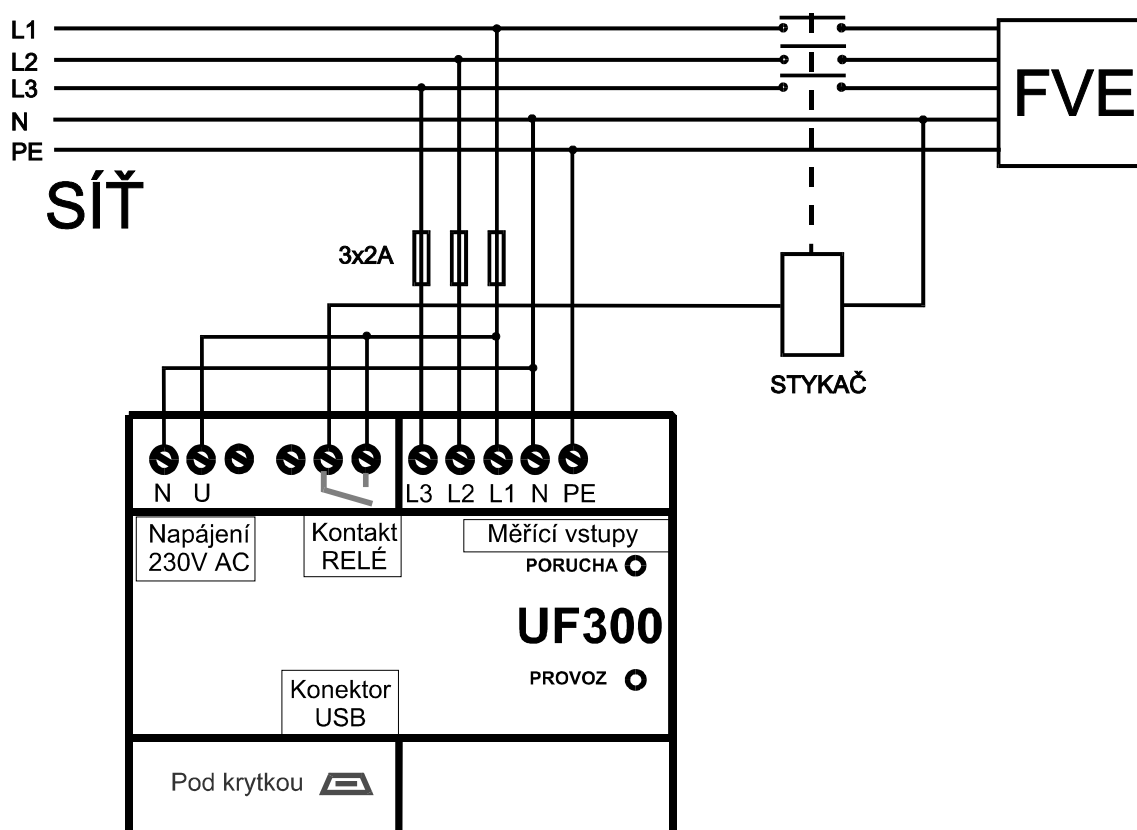 L1
L2
L3
N
PE
FVE
SÍŤ
3x2A
STYKAČ
N U
L3 L2 L1 N PE
Napájení
230V AC
Kontakt
RELÉ
Měřící vstupy
PORUCHA
UF300
PROVOZ
Konektor
USB
Pod krytkou